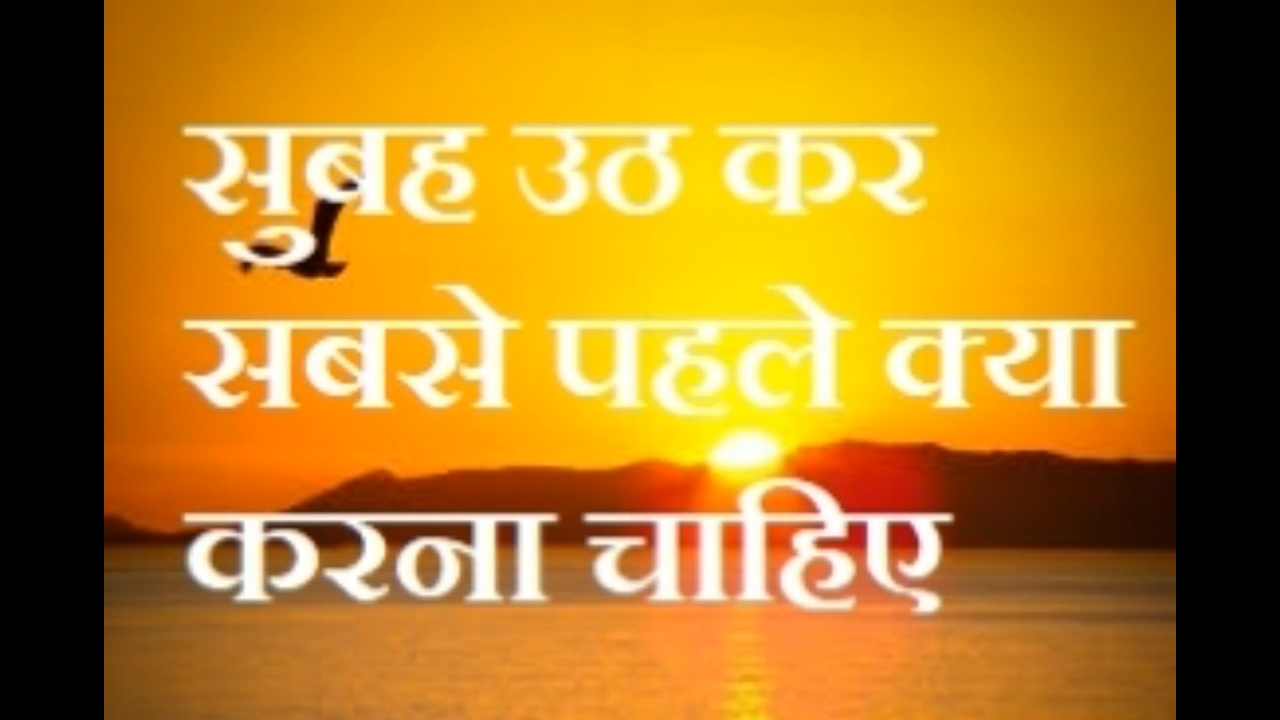 सुबह उठ कर
सबसे पहले क्या
करना चाहिए